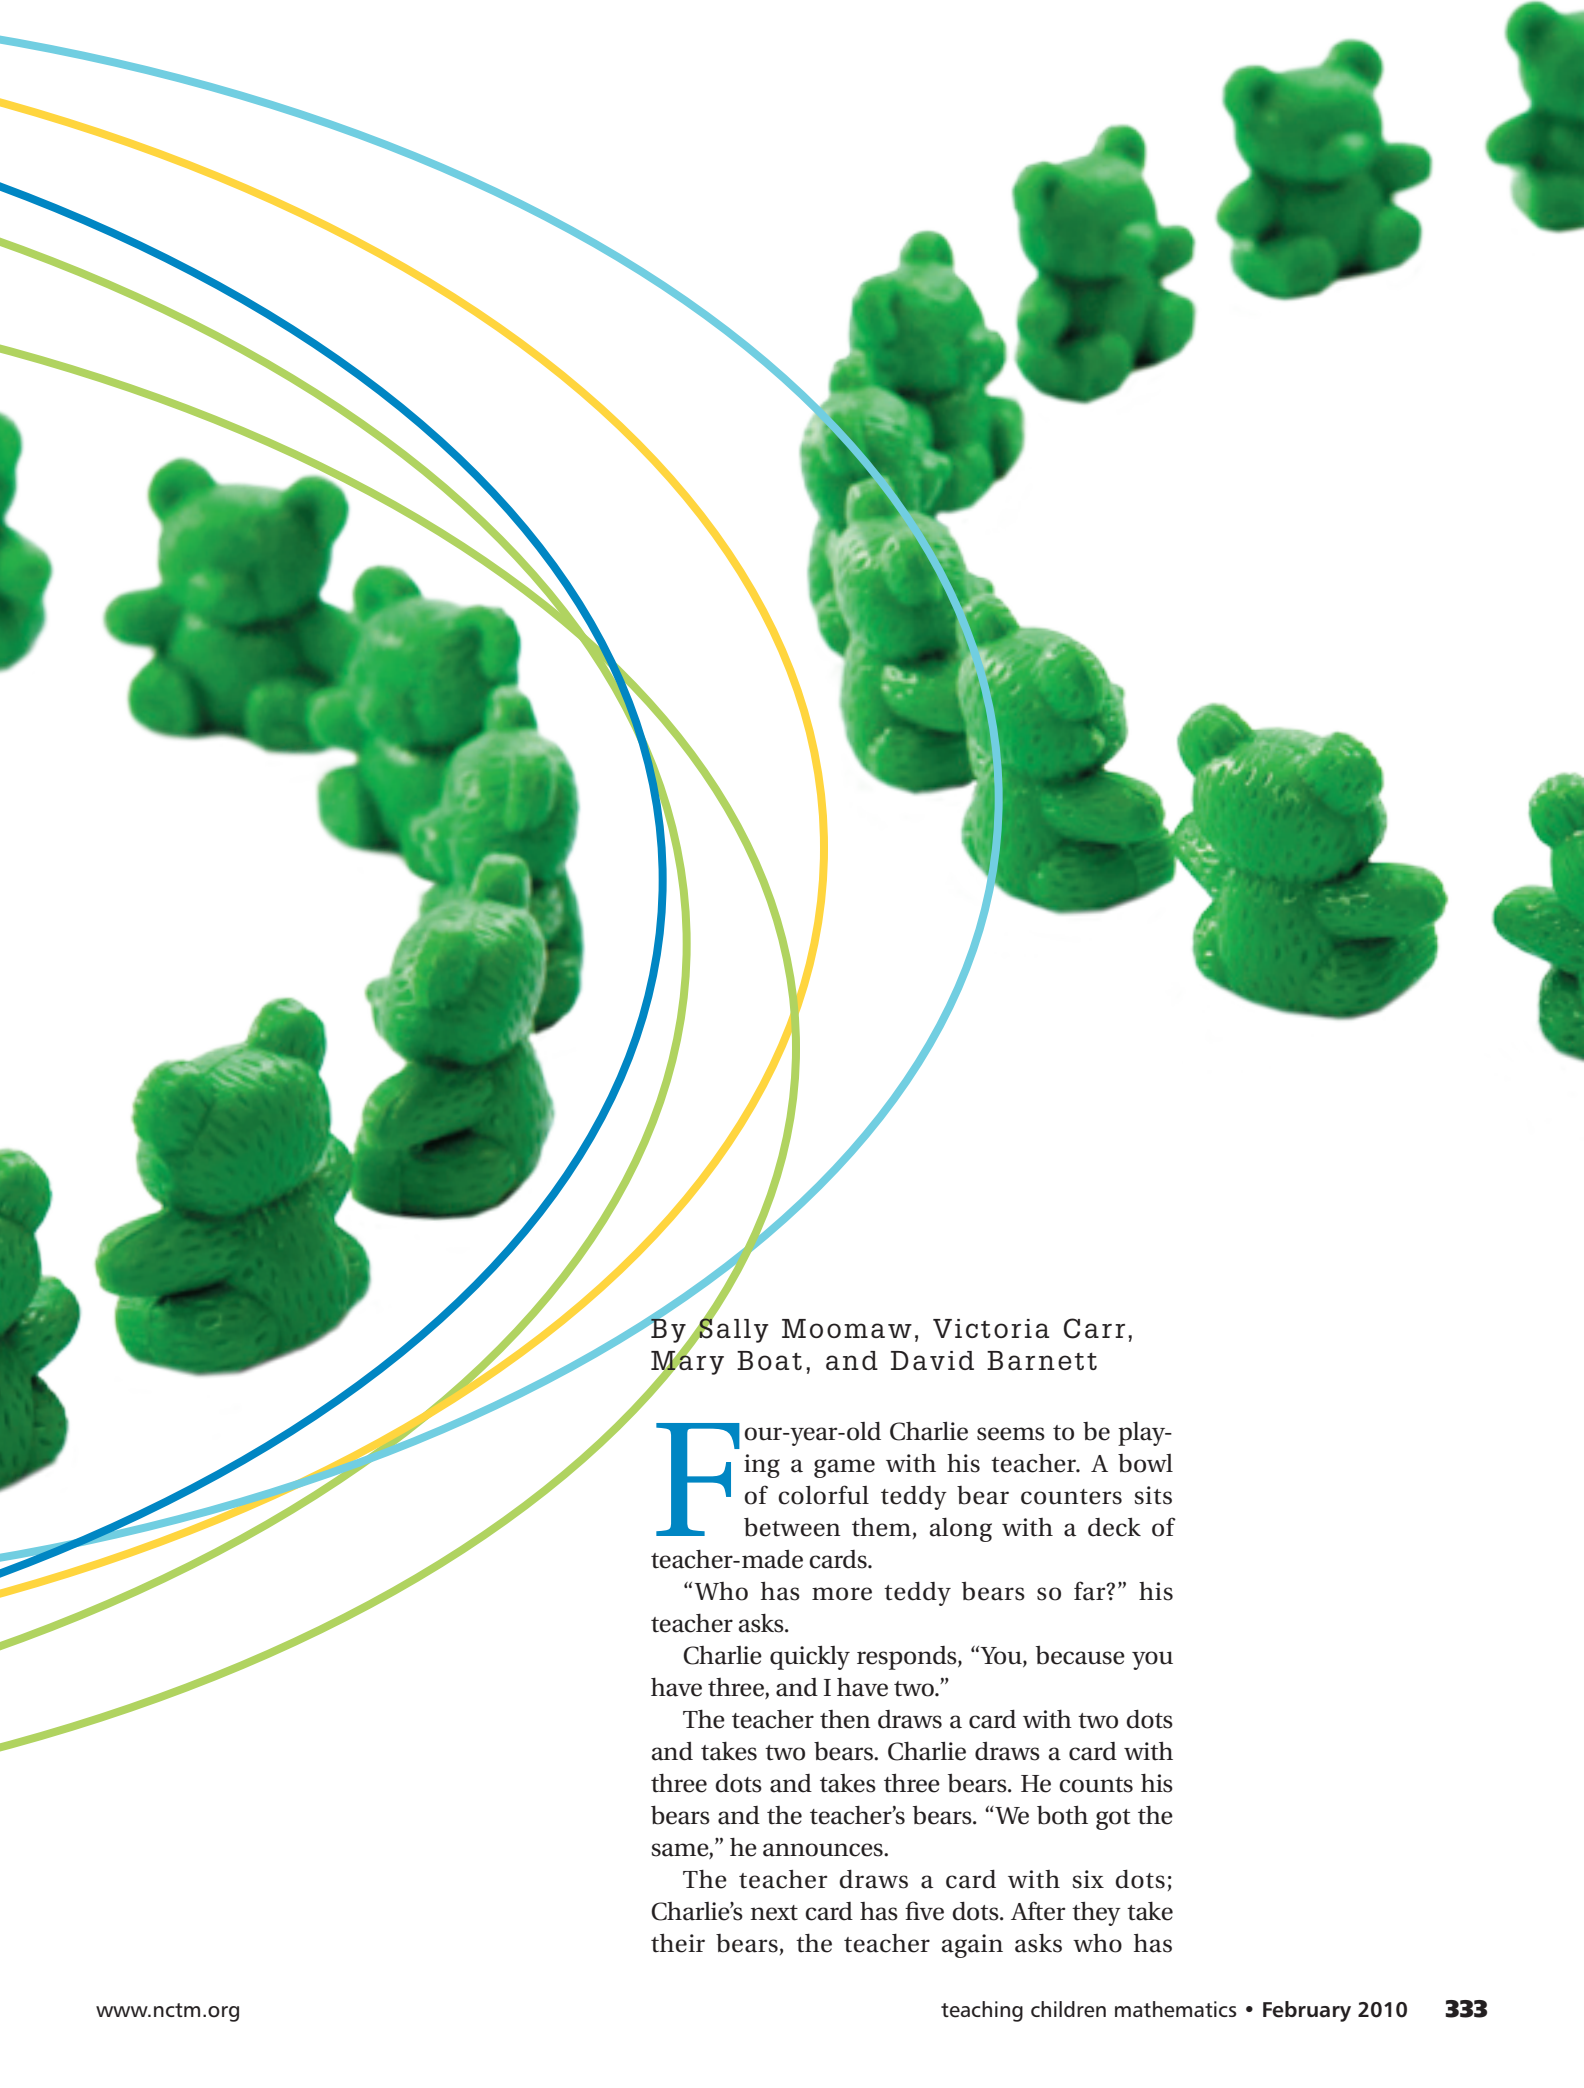 By Sally Moomaw, Victoria Carr,
Mary Boat, and David Barnett
Four-year-old Charlie seems to be play-
ing a game with his teacher. A bowl
of colorful teddy bear counters sits
between them, along with a deck of
teacher-made cards.
“Who has more teddy bears so far?” his
teacher asks.
Charlie quickly responds, “You, because you
have three, and I have two.”
The teacher then draws a card with two dots
and takes two bears. Charlie draws a card with
three dots and takes three bears. He counts his
bears and the teacher’s bears. “We both got the
same,” he announces.
The teacher draws a card with six dots;
Charlie’s next card has five dots. After they take
their bears, the teacher again asks who has
www.nctm.org
teaching children mathematics • February 2010 333